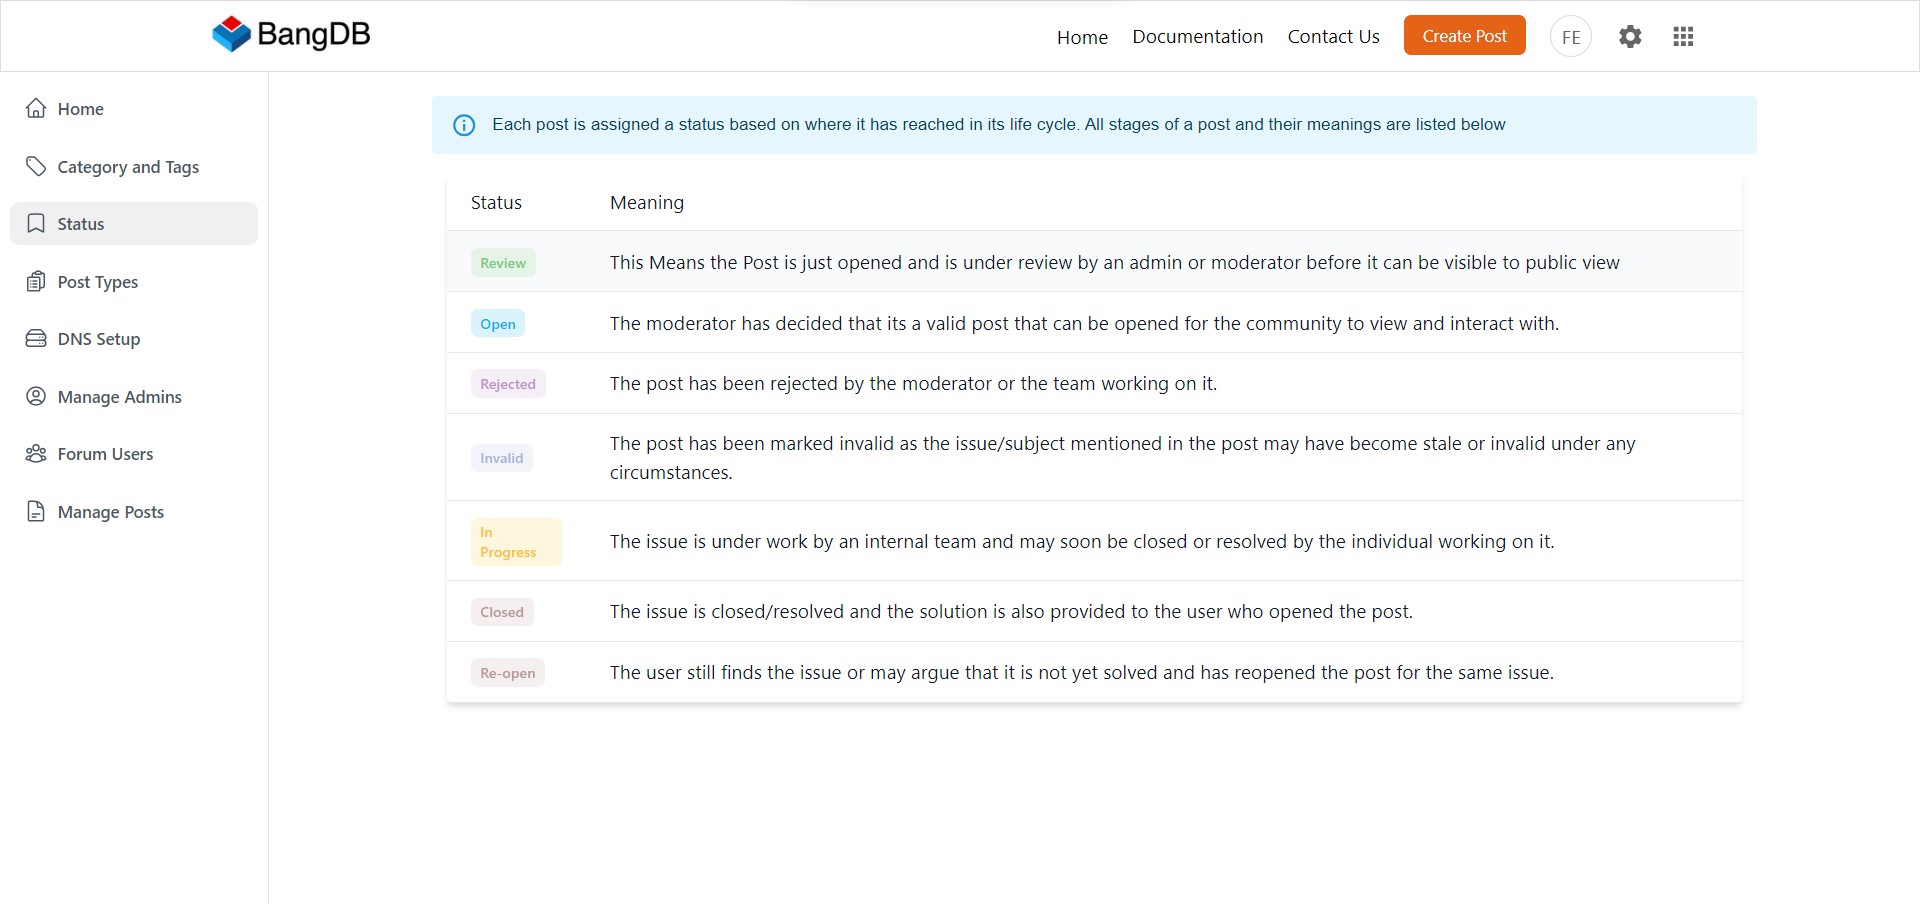 BangDB
Home
Documentation
Contact Us
Create Post
FE
Home
Category and Tags
Status
Post Types
DNS Setup
Manage Admins
Forum Users
Manage Posts
Each post is assigned a status based on where it has reached in its life cycle. All stages of a post and their meanings are listed below
Status Meaning
Review This Means the Post is just opened and is under review by an admin or moderator before it can be visible to public view
Open The moderator has decided that its a valid post that can be opened for the community to view and interact with.
Rejected The post has been rejected by the moderator or the team working on it.
Invalid The post has been marked invalid as the issue/subject mentioned in the post may have become stale or invalid under any
circumstances.
In
Progress
The issue is under work by an internal team and may soon be closed or resolved by the individual working on it.
Closed The issue is closed/resolved and the solution is also provided to the user who opened the post.
Re-open The user still finds the issue or may argue that it is not yet solved and has reopened the post for the same issue.